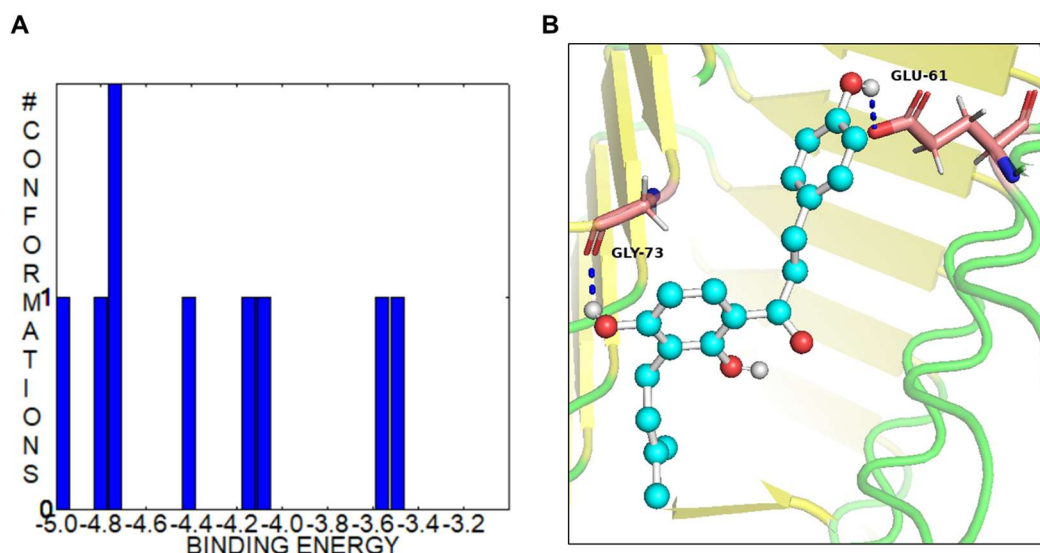 A
B
# CONFORMATIONS
1
0
-5.0 -4.8 -4.6 -4.4 -4.2 -4.0 -3.8 -3.6 -3.4 -3.2
BINDING ENERGY
GLU-61
GLY-73